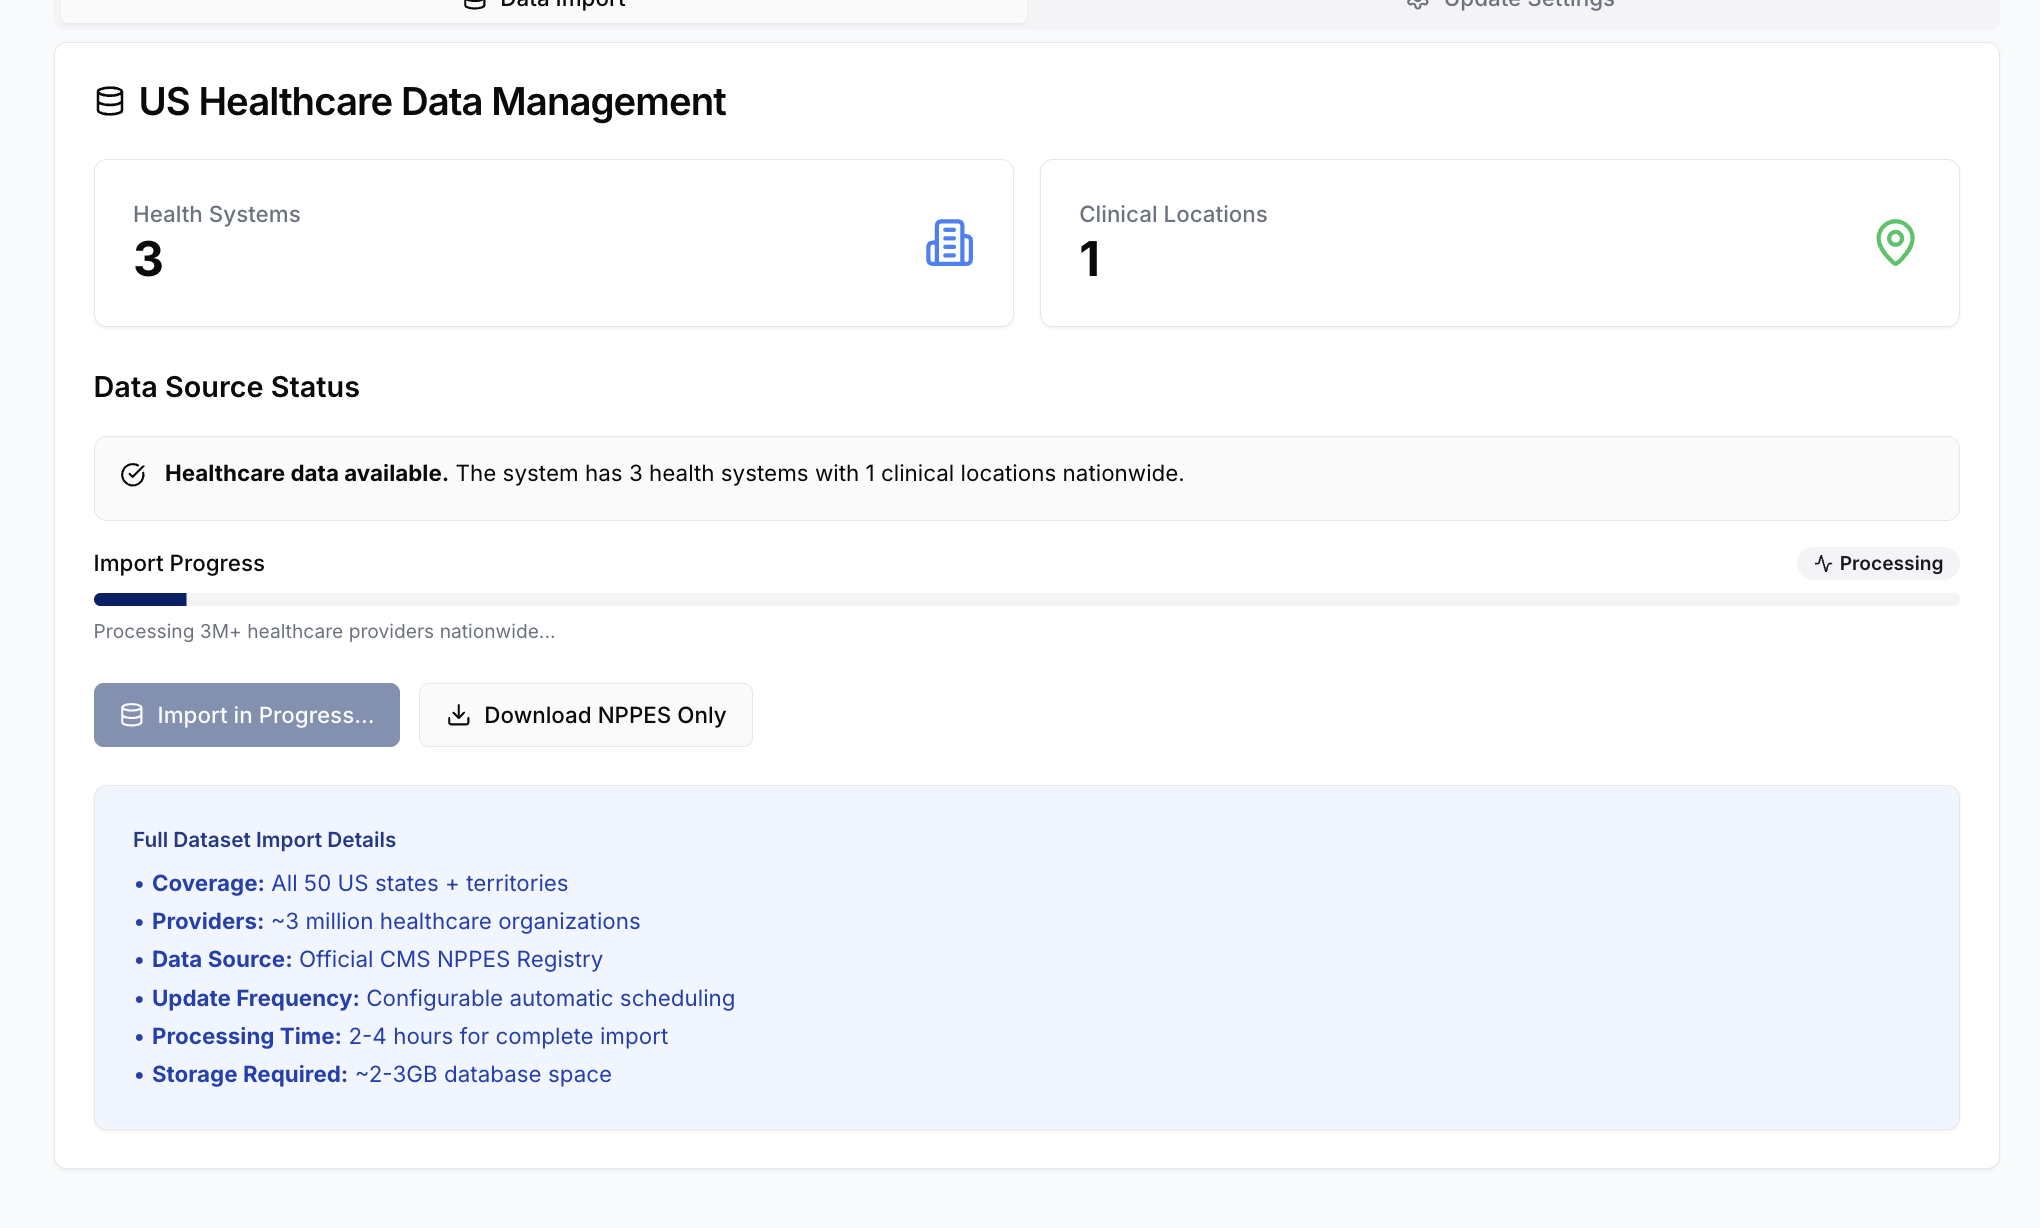 Data Import
Update Settings
US Healthcare Data Management
Health Systems
3
Clinical Locations
1
Data Source Status
Healthcare data available. The system has 3 health systems with 1 clinical locations nationwide.
Import Progress
Processing
Processing 3M+ healthcare providers nationwide...
Import in Progress...
Download NPPES Only
Full Dataset Import Details
• Coverage: All 50 US states + territories
• Providers: ~3 million healthcare organizations
• Data Source: Official CMS NPPES Registry
• Update Frequency: Configurable automatic scheduling
• Processing Time: 2-4 hours for complete import
• Storage Required: ~2-3GB database space